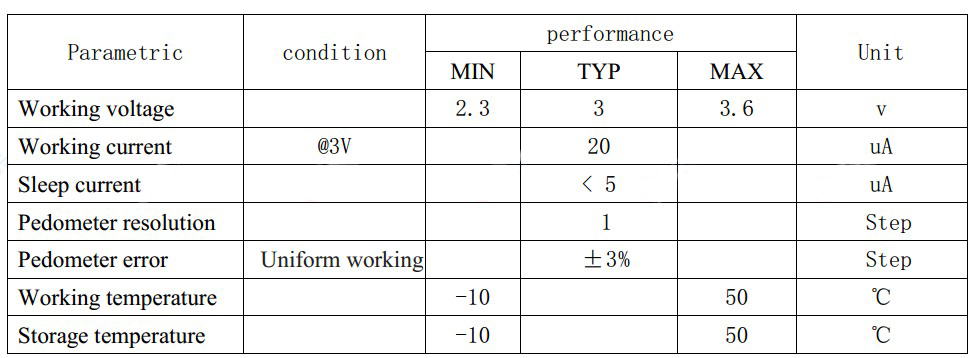 Parametric condition performance Unit
MIN TYP MAX
Working voltage 2.3 3 3.6 v
Working current @3V 20 uA
Sleep current < 5 uA
Pedometer resolution 1 Step
Pedometer error Uniform working ±3% Step
Working temperature -10 50 ℃
Storage temperature -10 50 ℃